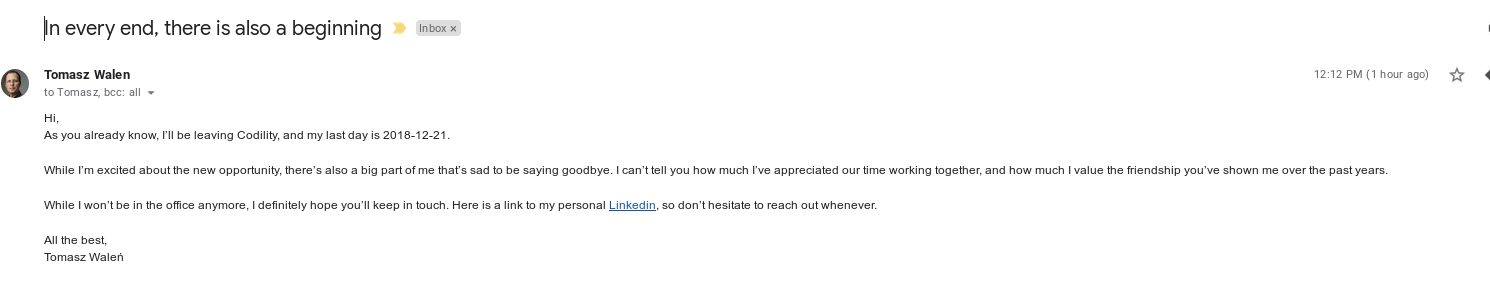 In every end, there is also a beginning Inbox ×
Tomasz Walen 12:12 PM (1 hour ago)
to Tomasz, bcc: all
Hi,
As you already know, I’ll be leaving Codility, and my last day is 2018-12-21.
While I’m excited about the new opportunity, there’s also a big part of me that’s sad to be saying goodbye. I can’t tell you how much I’ve appreciated our time working together, and how much I value the friendship you’ve shown me over the past years.
While I won’t be in the office anymore, I definitely hope you’ll keep in touch. Here is a link to my personal Linkedin, so don’t hesitate to reach out whenever.
All the best,
Tomasz Waleń